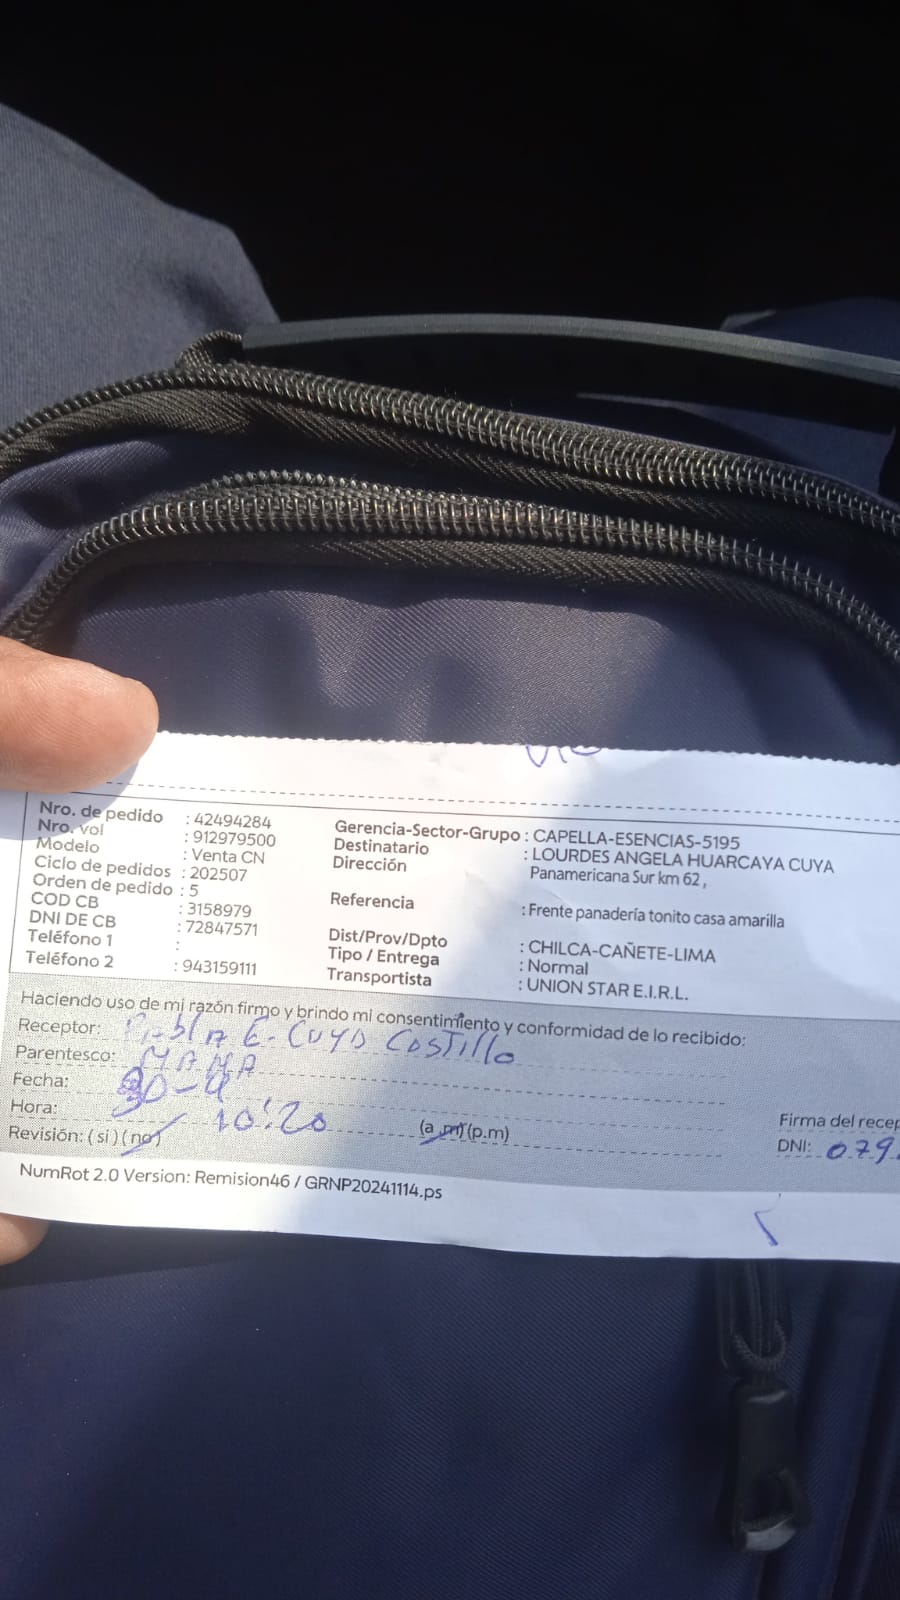 Nro. de pedido : 42494284
Nro. vol : 912979500
Modelo : Venta CN
Ciclo de pedidos : 202507
Orden de pedido : 5
COD CB : 3158979
DNI DE CB : 72847571
Teléfono 1 :
Teléfono 2 : 943159111
Gerencia-Sector-Grupo : CAPELLA-ESENCIAS-5195
Destinatario : LOURDES ANGELA HUARCAYA CUYA
Dirección Panamericana Sur km 62 ,
Referencia : Frente panadería tonito casa amarilla
Dist/Prov/Dpto : CHILCA-CAÑETE-LIMA
Tipo / Entrega : Normal
Transportista : UNION STAR E.I.R.L.
Haciendo uso de mi razón firmo y brindo mi consentimiento y conformidad de lo recibido:
Receptor: E. Cuya Costillo
Parentesco: MAMA
Fecha: 30-4
Hora: 10:20 (a.m) (p.m)
Revisión: ( si ) ( no )
Firma del recep
DNI: 079
NumRot 2.0 Version: Remision46 / GRNP20241114.ps